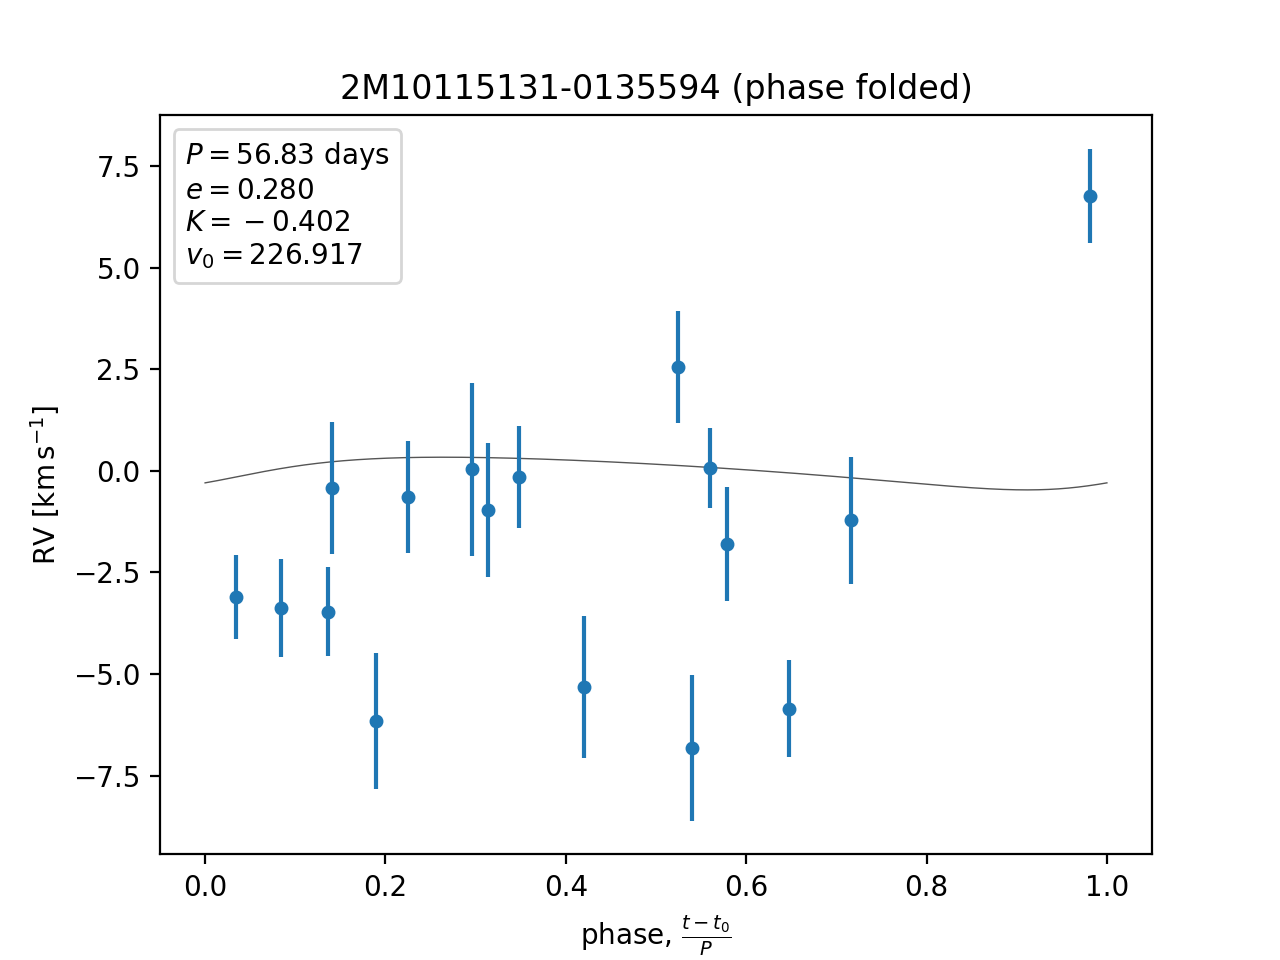 2M10115131-0135594 (phase folded)
P = 56.83 days
e = 0.280
K = −0.402
v₀ = 226.917
7.5
5.0
2.5
0.0
−2.5
−5.0
−7.5
RV [km s⁻¹]
0.0 0.2 0.4 0.6 0.8 1.0
phase, (t − t₀)/P